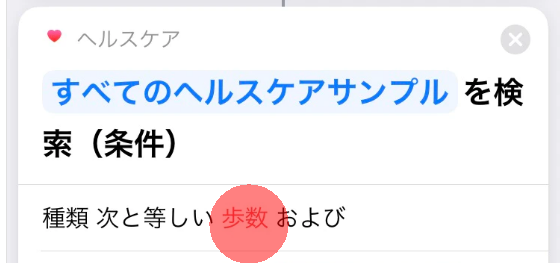 ヘルスケア
すべてのヘルスケアサンプル を検
索（条件）
種類 次と等しい 歩数 および